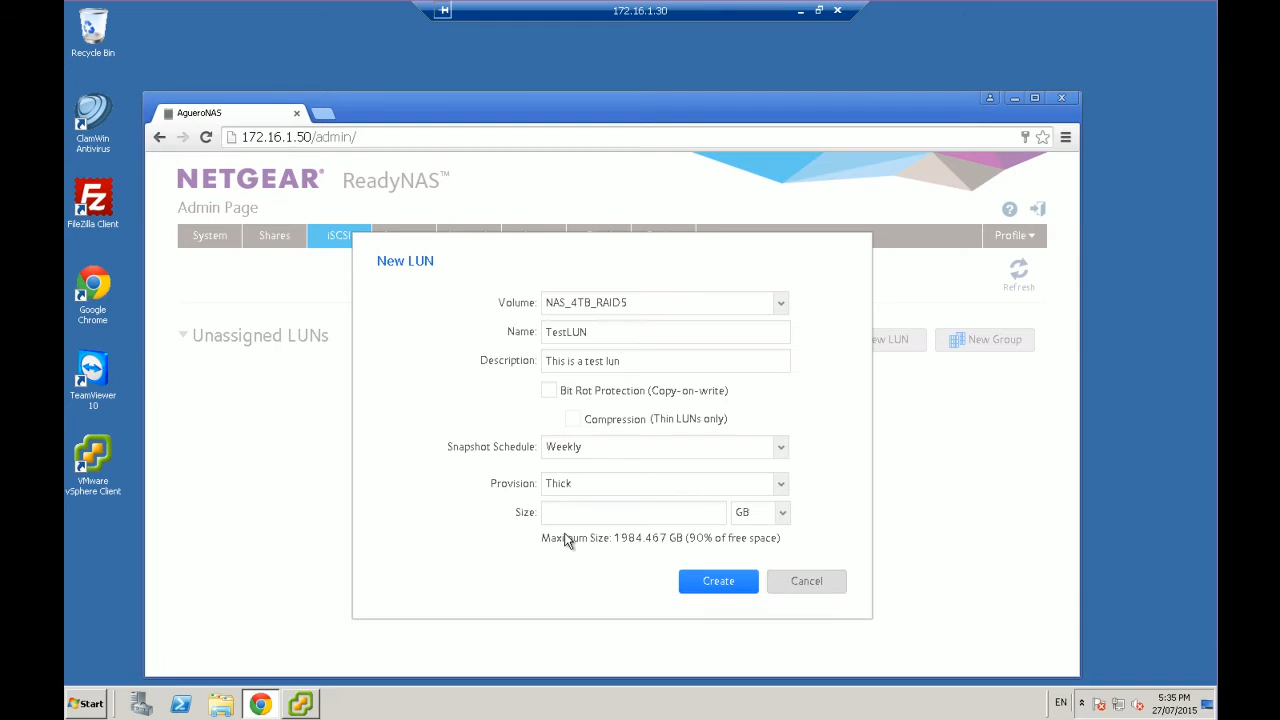 172.16.1.30
Recycle Bin
AgueroNAS
172.16.1.50/admin/
ClamWin
Antivirus
NETGEAR® ReadyNAS™
Admin Page
FileZilla Client
System
Shares
iSCSI
Profile
New LUN
Refresh
Google
Chrome
Volume:
NAS_4TB_RAID5
Unassigned LUNs
Name:
TestLUN
New LUN
New Group
Description:
This is a test lun
TeamViewer
10
Bit Rot Protection (Copy-on-write)
Compression (Thin LUNs only)
Snapshot Schedule:
Weekly
VMware
vSphere Client
Provision:
Thick
Size:
GB
Maximum Size: 1984.467 GB (90% of free space)
Create
Cancel
Start
EN
5:35 PM
27/07/2015